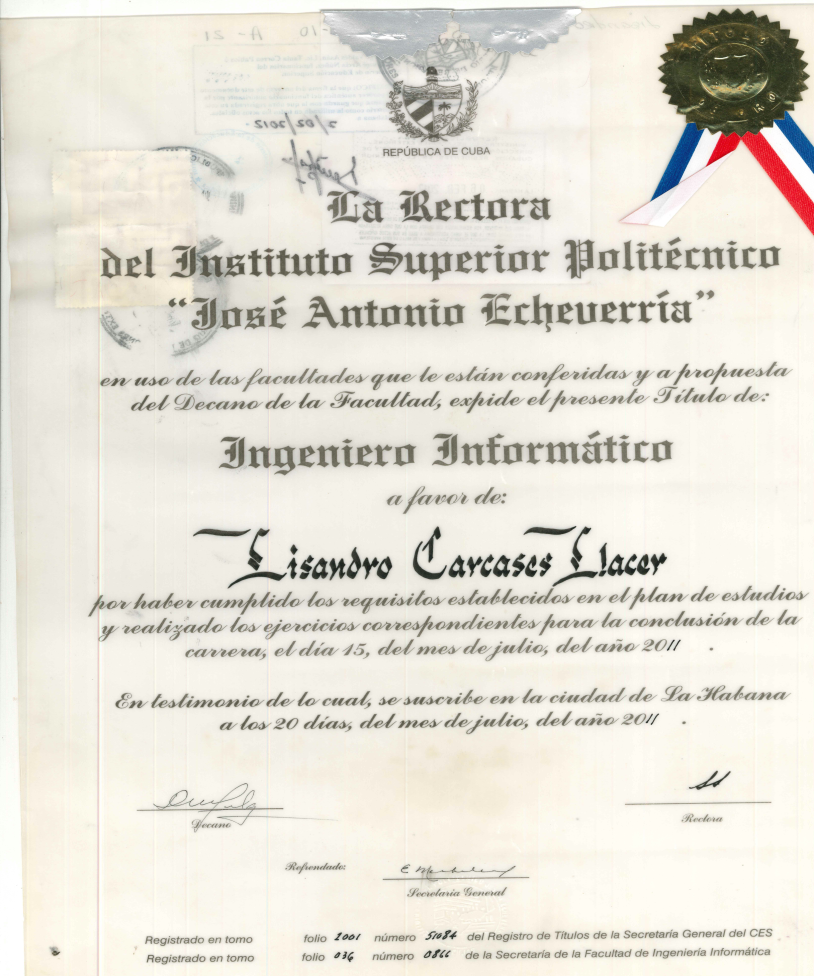 A-21
10
2/02/2012.
REPÚBLICA DE CUBA
La Rectora
del Instituto Superior Politécnico
“José Antonio Echeverría”
en uso de las facultades que le están conferidas y a propuesta
del Decano de la Facultad, expide el presente Título de:
Ingeniero Informático
a favor de:
Lisandro Carcases Llacer
por haber cumplido los requisitos establecidos en el plan de estudios
y realizado los ejercicios correspondientes para la conclusión de la
carrera, el día 15, del mes de julio, del año 2011 .
En testimonio de lo cual, se suscribe en la ciudad de La Habana
a los 20 días, del mes de julio, del año 2011 .
Decano
Rectora
Refrendado:
Secretaria General
Registrado en tomo folio 2001 número 51084 del Registro de Títulos de la Secretaría General del CES
Registrado en tomo folio 036 número 0866 de la Secretaría de la Facultad de Ingeniería Informática